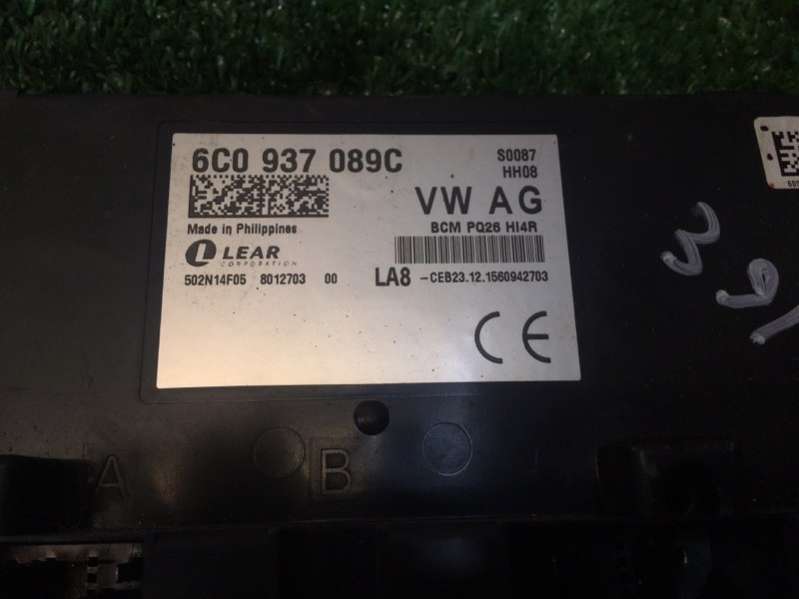 6C0 937 089C S0087
HH08
VW AG
Made in Philippines BCM PQ26 HI4R
LEAR
CORPORATION
502N14F05 8012703 00 LA8 -CEB23.12.1560942703
CE
A B